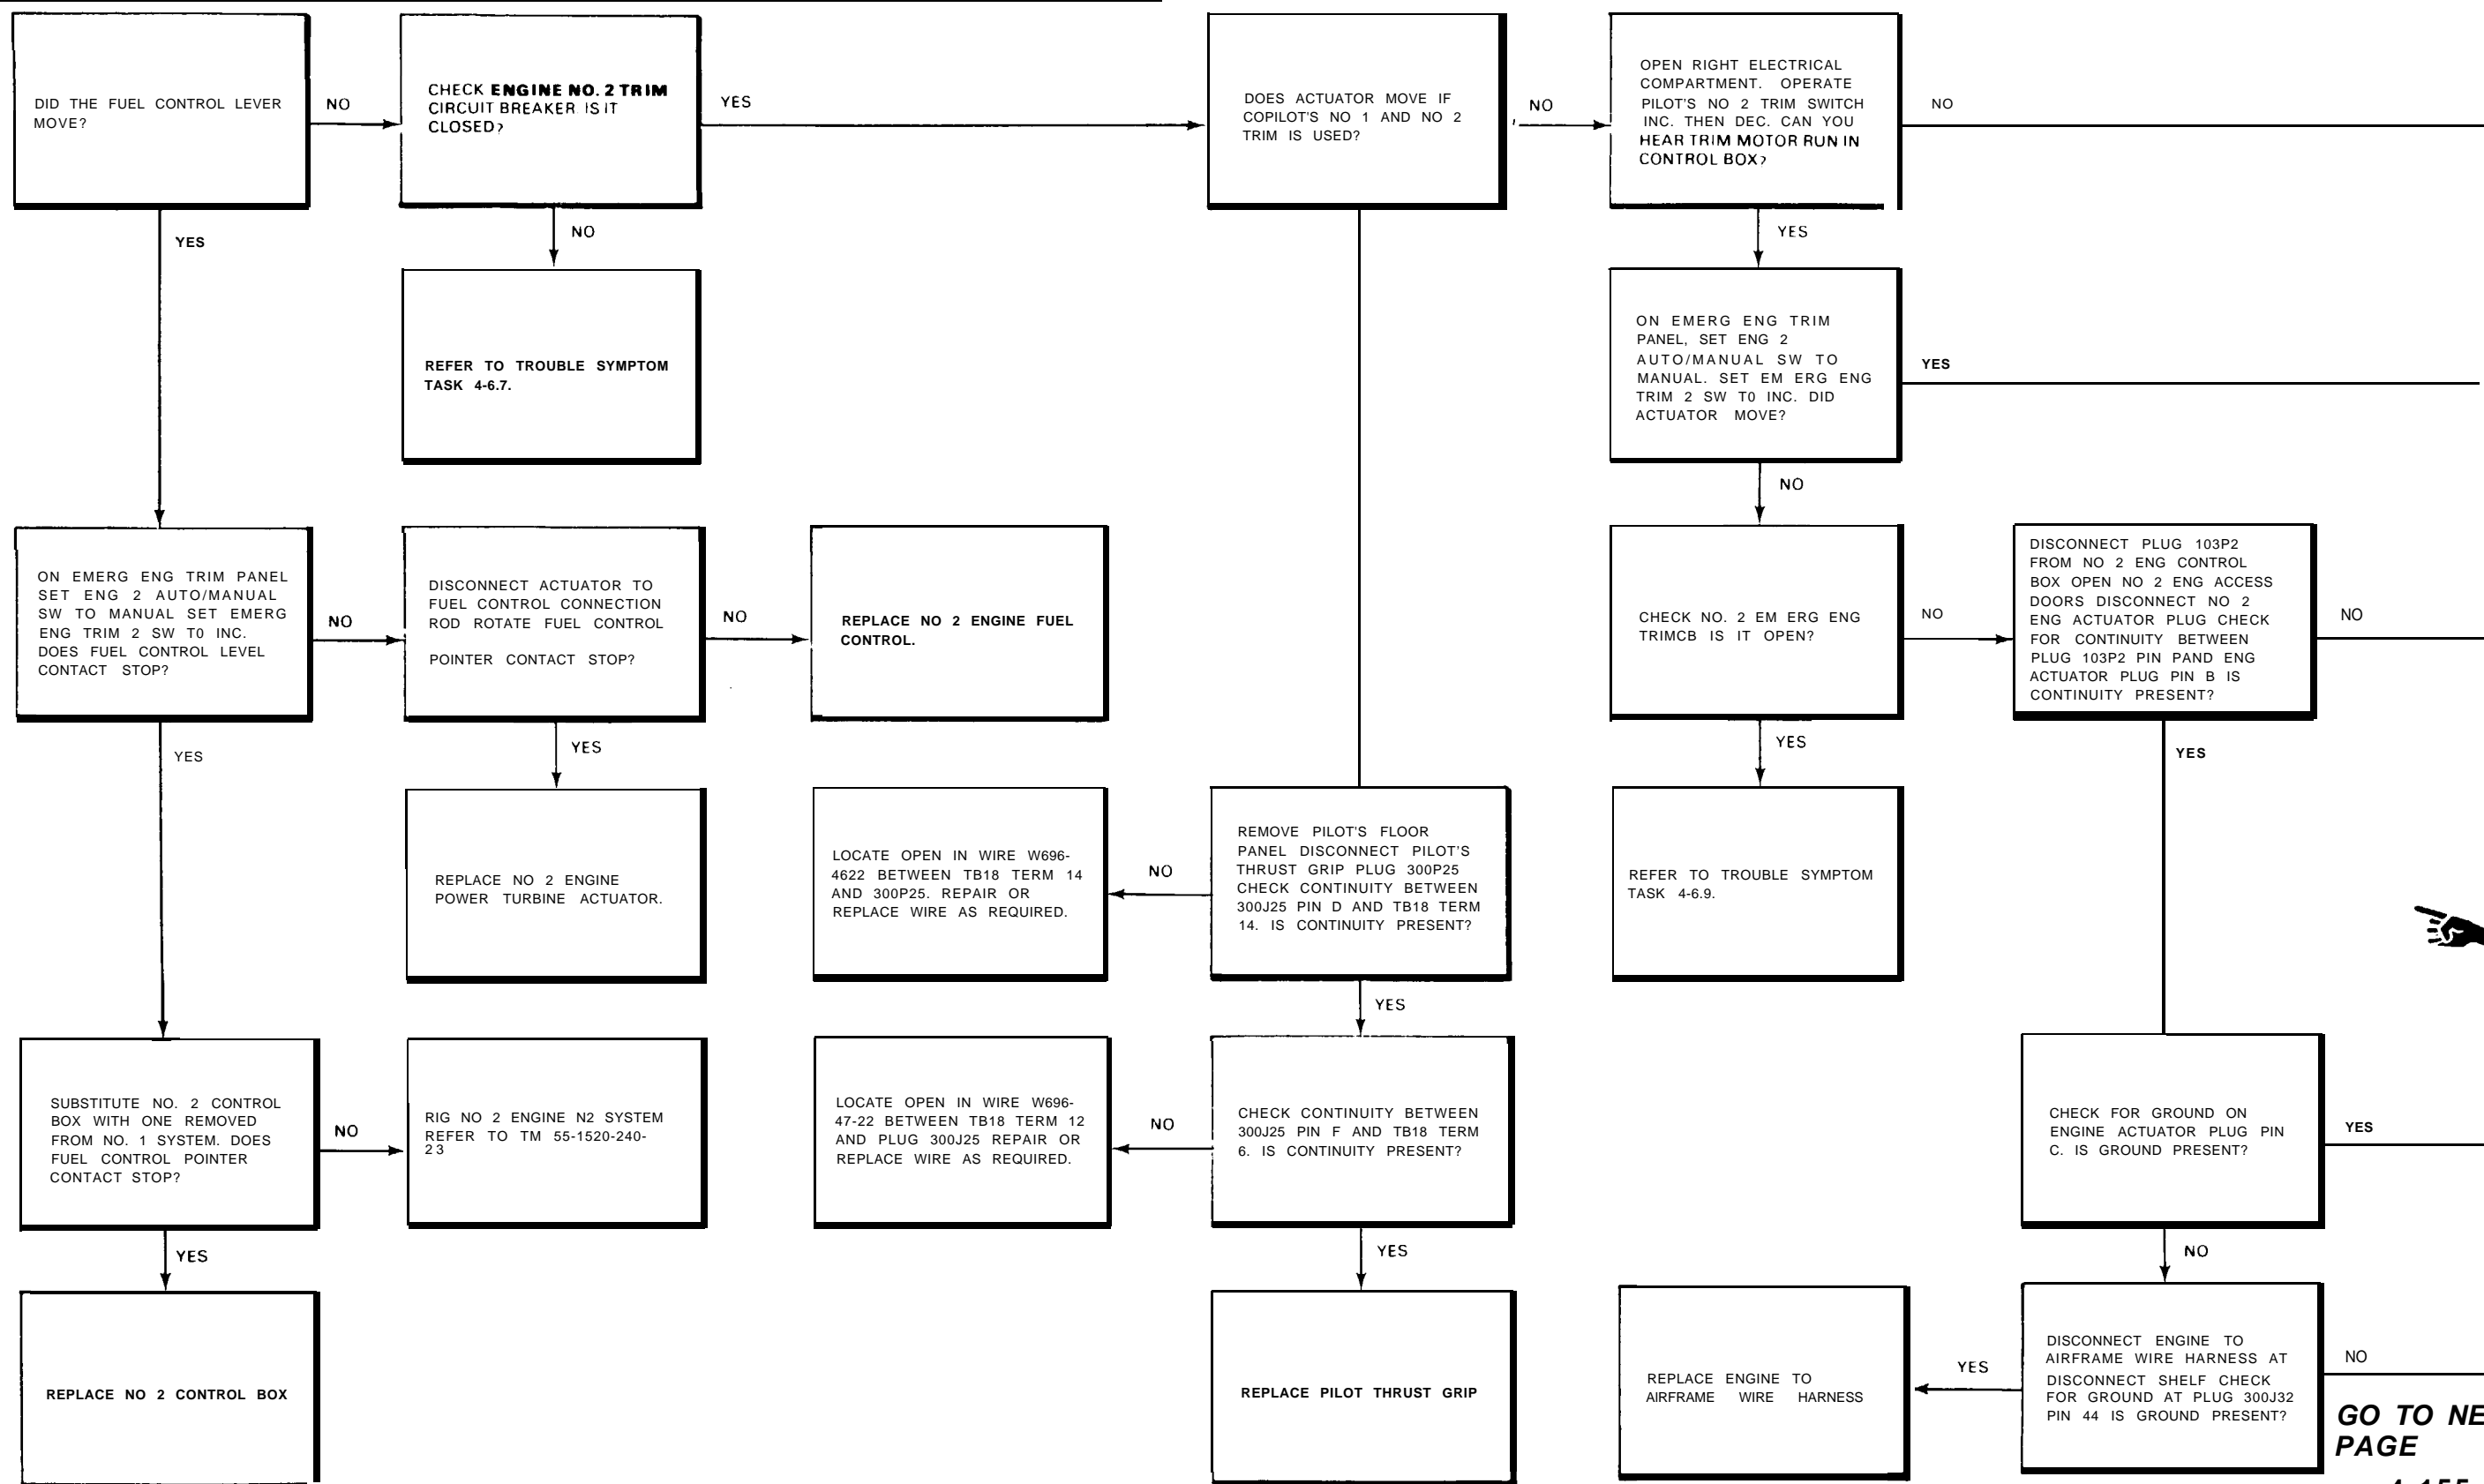 DID THE FUEL CONTROL LEVER
MOVE?
NO
CHECK ENGINE NO. 2 TRIM
CIRCUIT BREAKER IS IT
CLOSED?
YES
DOES ACTUATOR MOVE IF
COPILOT'S NO 1 AND NO 2
TRIM IS USED?
NO
OPEN RIGHT ELECTRICAL
COMPARTMENT. OPERATE
PILOT'S NO 2 TRIM SWITCH
INC. THEN DEC. CAN YOU
HEAR TRIM MOTOR RUN IN
CONTROL BOX?
NO
YES
NO
YES
REFER TO TROUBLE SYMPTOM
TASK 4-6.7.
ON EMERG ENG TRIM
PANEL, SET ENG 2
AUTO/MANUAL SW TO
MANUAL. SET EM ERG ENG
TRIM 2 SW T0 INC. DID
ACTUATOR MOVE?
YES
NO
ON EMERG ENG TRIM PANEL
SET ENG 2 AUTO/MANUAL
SW TO MANUAL SET EMERG
ENG TRIM 2 SW T0 INC.
DOES FUEL CONTROL LEVEL
CONTACT STOP?
NO
DISCONNECT ACTUATOR TO
FUEL CONTROL CONNECTION
ROD ROTATE FUEL CONTROL
POINTER CONTACT STOP?
NO
REPLACE NO 2 ENGINE FUEL
CONTROL.
CHECK NO. 2 EM ERG ENG
TRIMCB IS IT OPEN?
NO
DISCONNECT PLUG 103P2
FROM NO 2 ENG CONTROL
BOX OPEN NO 2 ENG ACCESS
DOORS DISCONNECT NO 2
ENG ACTUATOR PLUG CHECK
FOR CONTINUITY BETWEEN
PLUG 103P2 PIN PAND ENG
ACTUATOR PLUG PIN B IS
CONTINUITY PRESENT?
NO
YES
YES
YES
YES
REPLACE NO 2 ENGINE
POWER TURBINE ACTUATOR.
LOCATE OPEN IN WIRE W696-
4622 BETWEEN TB18 TERM 14
AND 300P25. REPAIR OR
REPLACE WIRE AS REQUIRED.
NO
REMOVE PILOT'S FLOOR
PANEL DISCONNECT PILOT'S
THRUST GRIP PLUG 300P25
CHECK CONTINUITY BETWEEN
300J25 PIN D AND TB18 TERM
14. IS CONTINUITY PRESENT?
REFER TO TROUBLE SYMPTOM
TASK 4-6.9.
YES
SUBSTITUTE NO. 2 CONTROL
BOX WITH ONE REMOVED
FROM NO. 1 SYSTEM. DOES
FUEL CONTROL POINTER
CONTACT STOP?
NO
RIG NO 2 ENGINE N2 SYSTEM
REFER TO TM 55-1520-240-
23
LOCATE OPEN IN WIRE W696-
47-22 BETWEEN TB18 TERM 12
AND PLUG 300J25 REPAIR OR
REPLACE WIRE AS REQUIRED.
NO
CHECK CONTINUITY BETWEEN
300J25 PIN F AND TB18 TERM
6. IS CONTINUITY PRESENT?
CHECK FOR GROUND ON
ENGINE ACTUATOR PLUG PIN
C. IS GROUND PRESENT?
YES
YES
YES
NO
REPLACE NO 2 CONTROL BOX
REPLACE PILOT THRUST GRIP
REPLACE ENGINE TO
AIRFRAME WIRE HARNESS
YES
DISCONNECT ENGINE TO
AIRFRAME WIRE HARNESS AT
DISCONNECT SHELF CHECK
FOR GROUND AT PLUG 300J32
PIN 44 IS GROUND PRESENT?
NO
GO TO NE
PAGE